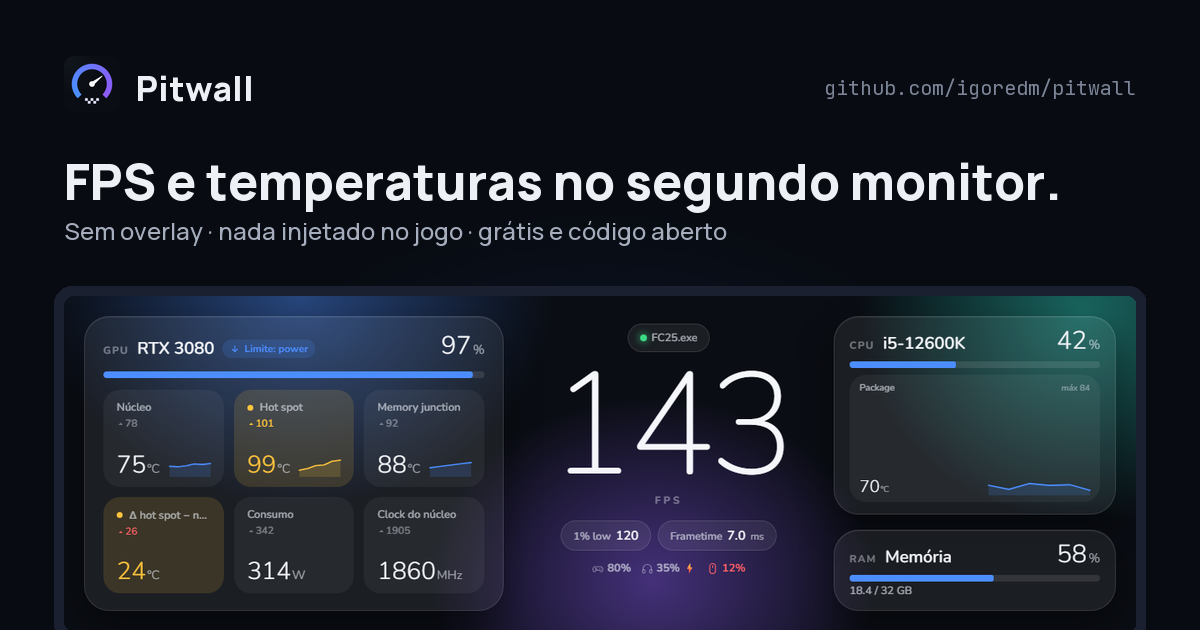 Pitwall
github.com/igoredm/pitwall
FPS e temperaturas no segundo monitor.
Sem overlay · nada injetado no jogo · grátis e código aberto
GPU RTX 3080 ↓ Limite: power 97 %
Núcleo
78
75°C
Hot spot
101
99°C
Memory junction
92
88°C
Δ hot spot – n...
26
24°C
Consumo
342
314W
Clock do núcleo
1905
1860MHz
FC25.exe
143
FPS
1% low 120
Frametime 7.0 ms
80% 35% 12%
CPU i5-12600K 42 %
Package máx 84
70°C
RAM Memória 58 %
18.4 / 32 GB